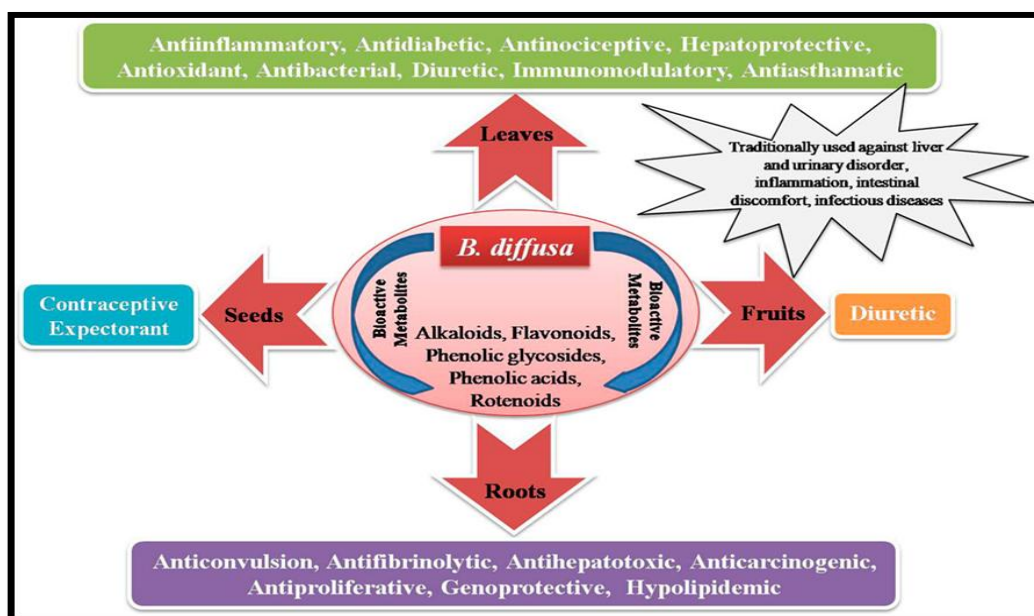 Antiinflammatory, Antidiabetic, Antinociceptive, Hepatoprotective,
Antioxidant, Antibacterial, Diuretic, Immunomodulatory, Antiasthamatic
Leaves
Traditionally used against liver
and urinary disorder,
inflammation, intestinal
discomfort, infectious diseases
B. diffusa
Bioactive
Metabolites
Bioactive
Metabolites
Contraceptive
Expectorant
Seeds
Fruits
Diuretic
Alkaloids, Flavonoids,
Phenolic glycosides,
Phenolic acids,
Rotenoids
Roots
Anticonvulsion, Antifibrinolytic, Antihepatotoxic, Anticarcinogenic,
Antiproliferative, Genoprotective, Hypolipidemic